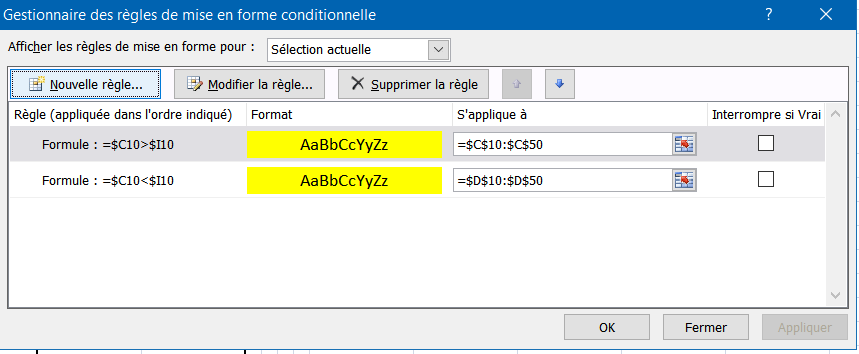 Gestionnaire des règles de mise en forme conditionnelle ?
Afficher les règles de mise en forme pour : Sélection actuelle
Nouvelle règle... Modifier la règle... Supprimer la règle
Règle (appliquée dans l'ordre indiqué) Format S'applique à Interrompre si Vrai
Formule : =$C10>$I10 AaBbCcYyZz =$C$10:$C$50
Formule : =$C10<$I10 AaBbCcYyZz =$D$10:$D$50
OK Fermer Appliquer